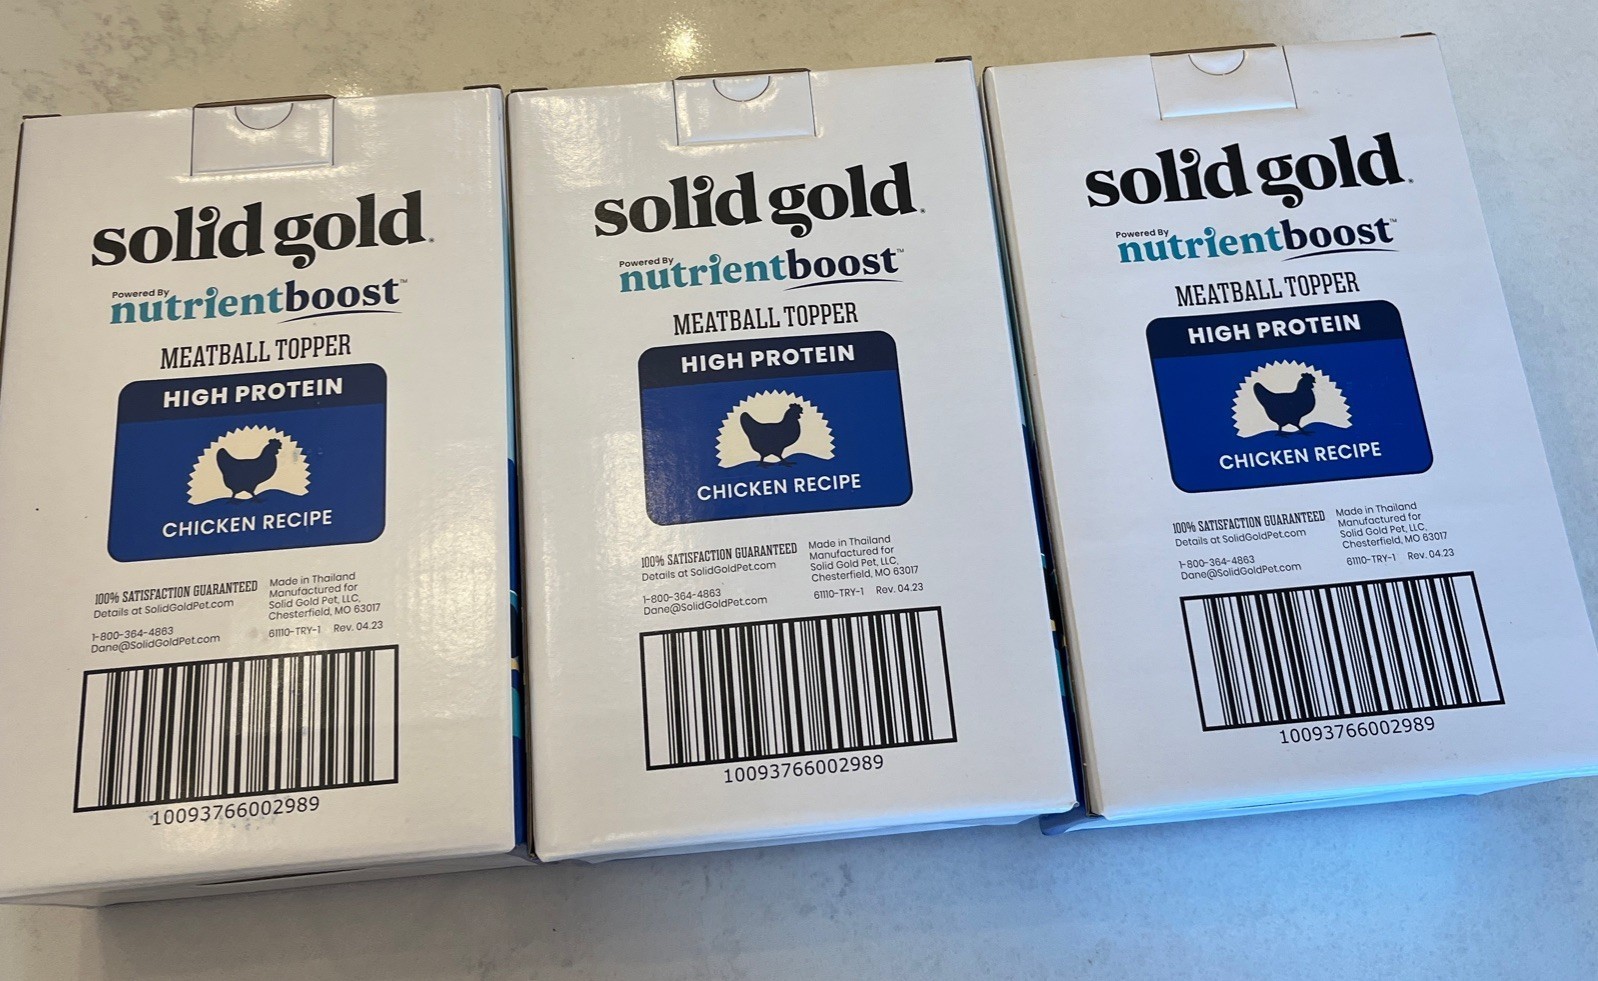 solid gold
Powered By
nutrientboost™
MEATBALL TOPPER
HIGH PROTEIN
CHICKEN RECIPE
100% SATISFACTION GUARANTEED
Details at SolidGoldPet.com
1-800-364-4863
Dane@SolidGoldPet.com
Made in Thailand
Manufactured for
Solid Gold Pet, LLC,
Chesterfield, MO 63017
61110-TRY-1 Rev. 04.23
10093766002989
solid gold
Powered By
nutrientboost™
MEATBALL TOPPER
HIGH PROTEIN
CHICKEN RECIPE
100% SATISFACTION GUARANTEED
Details at SolidGoldPet.com
1-800-364-4863
Dane@SolidGoldPet.com
Made in Thailand
Manufactured for
Solid Gold Pet, LLC,
Chesterfield, MO 63017
61110-TRY-1 Rev. 04.23
10093766002989
solid gold
Powered By
nutrientboost™
MEATBALL TOPPER
HIGH PROTEIN
CHICKEN RECIPE
100% SATISFACTION GUARANTEED
Details at SolidGoldPet.com
1-800-364-4863
Dane@SolidGoldPet.com
Made in Thailand
Manufactured for
Solid Gold Pet, LLC,
Chesterfield, MO 63017
61110-TRY-1 Rev. 04.23
10093766002989